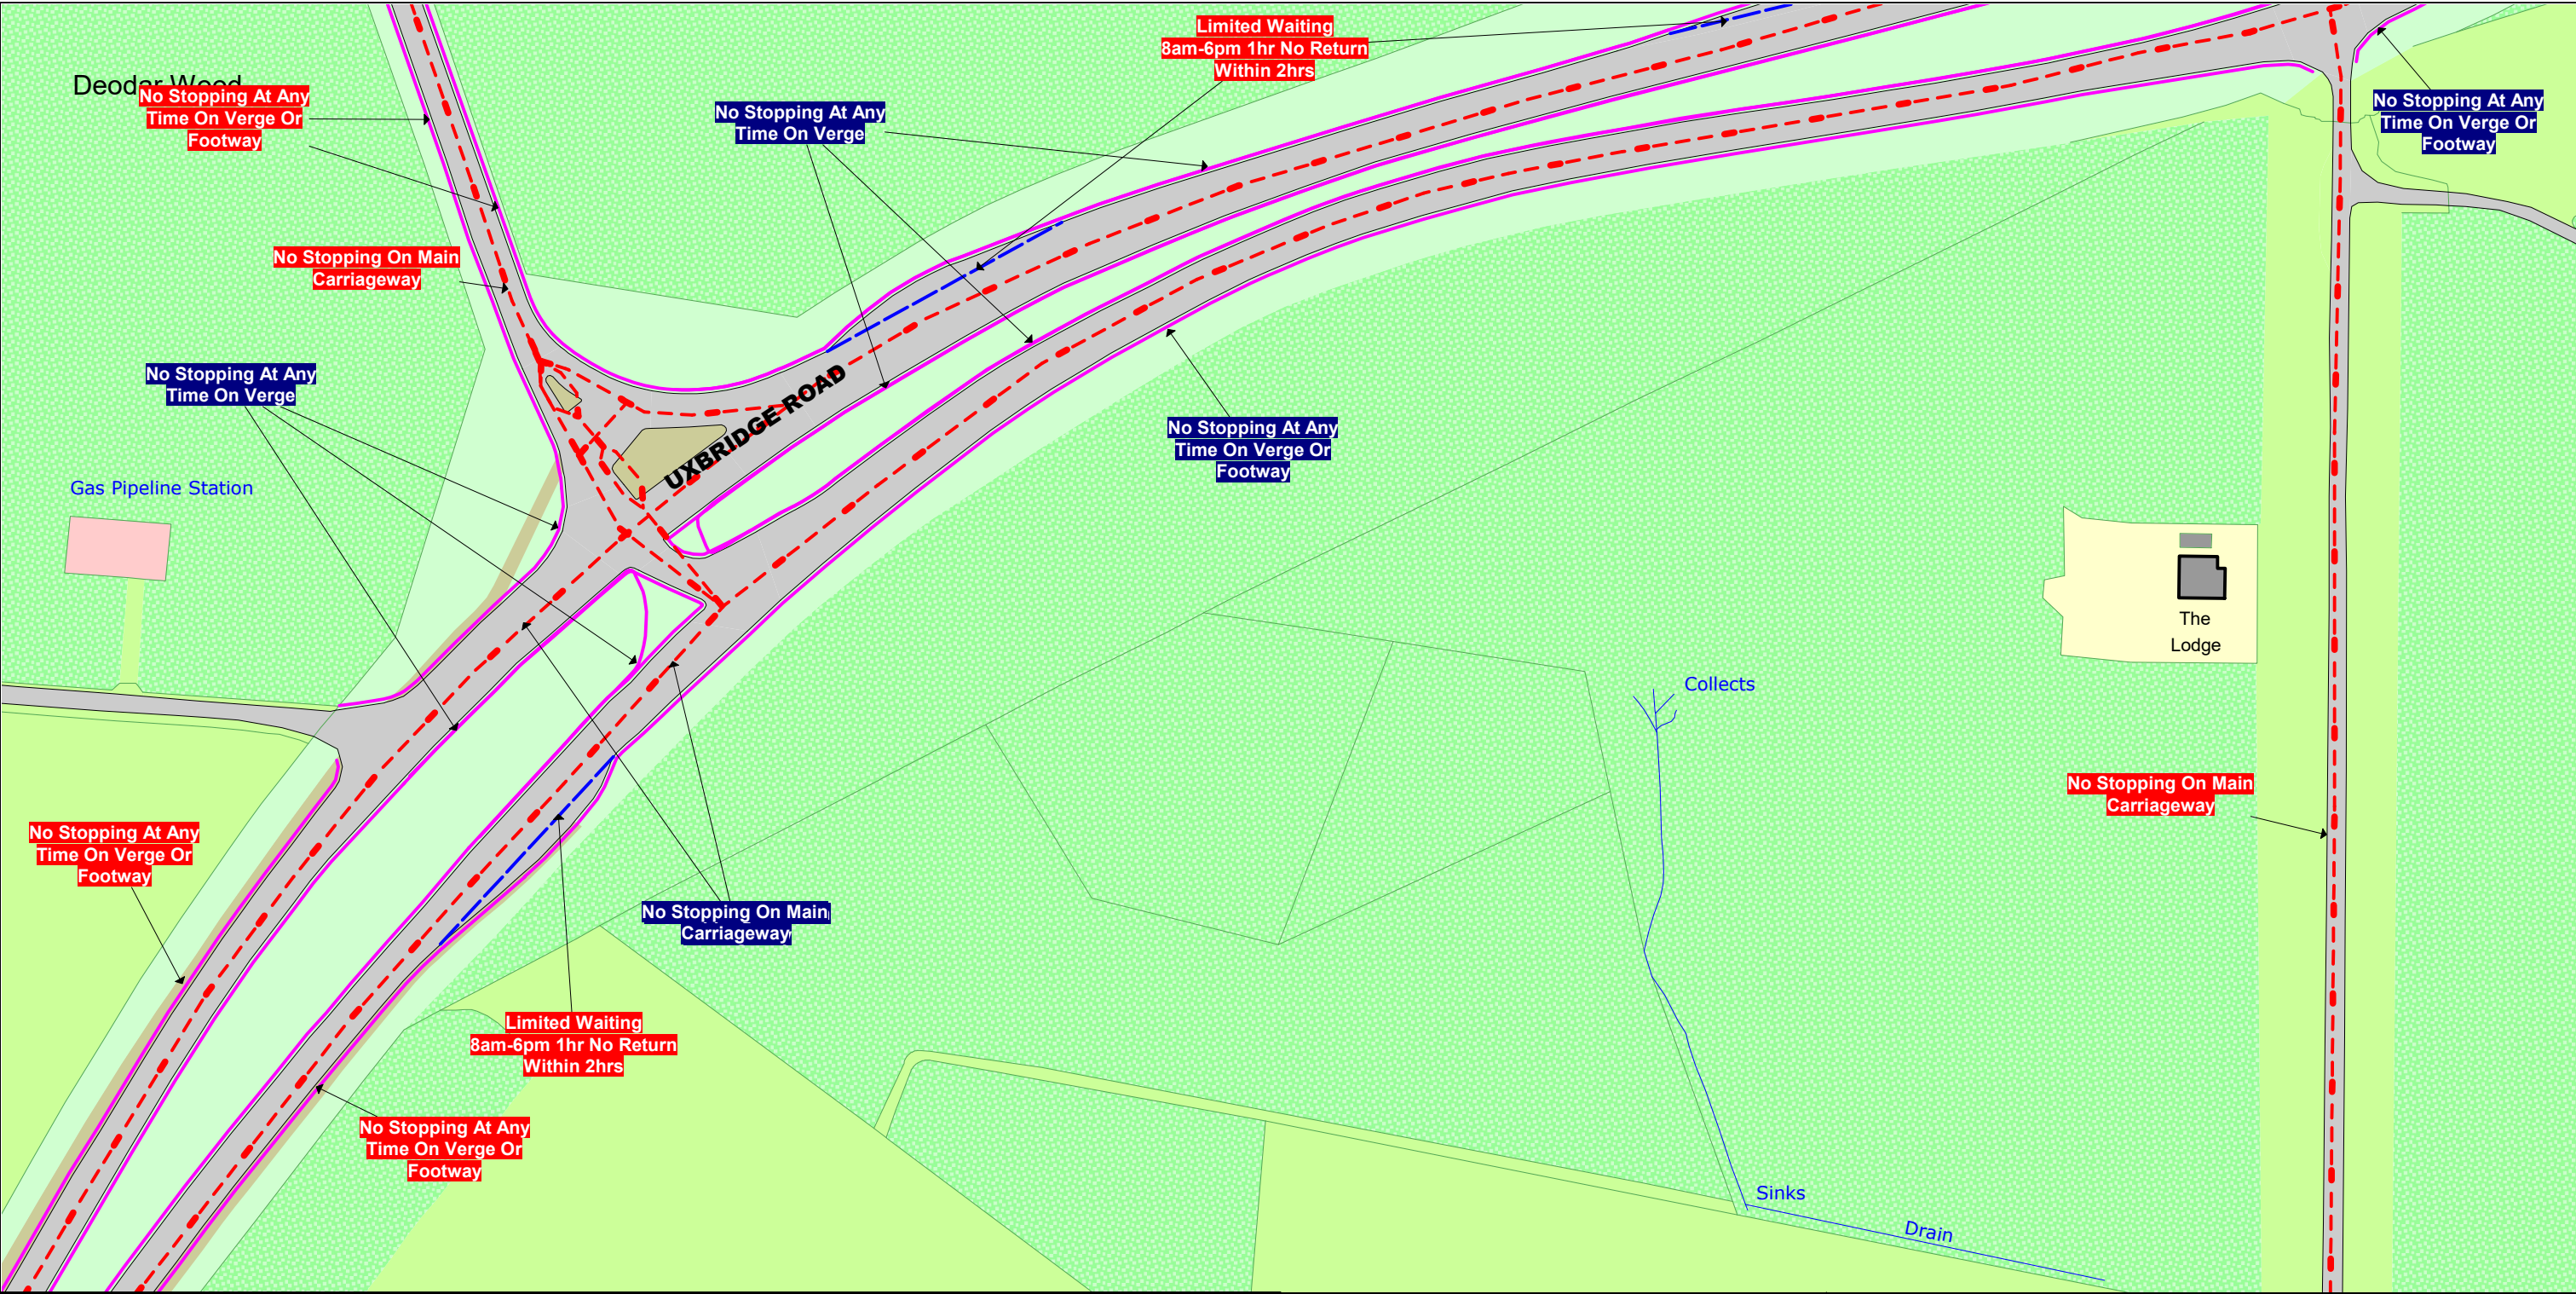 Limited Waiting
8am-6pm 1hr No Return
Within 2hrs
Deodar Wood
No Stopping At Any
Time On Verge Or
Footway
No Stopping At Any
Time On Verge
No Stopping At Any
Time On Verge Or
Footway
No Stopping On Main
Carriageway
No Stopping At Any
Time On Verge
UXBRIDGE ROAD
No Stopping At Any
Time On Verge Or
Footway
Gas Pipeline Station
The
Lodge
Collects
No Stopping On Main
Carriageway
No Stopping At Any
Time On Verge Or
Footway
No Stopping On Main
Carriageway
Limited Waiting
8am-6pm 1hr No Return
Within 2hrs
No Stopping At Any
Time On Verge Or
Footway
Sinks
Drain